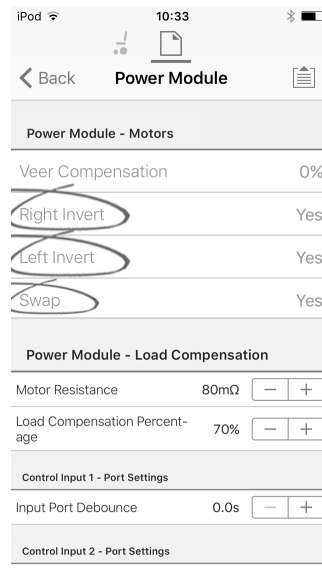 iPod 10:33
Back Power Module
Power Module - Motors
Veer Compensation 0%
Right Invert Yes
Left Invert Yes
Swap Yes
Power Module - Load Compensation
Motor Resistance 80mΩ − +
Load Compensation Percent-
age 70% − +
Control Input 1 - Port Settings
Input Port Debounce 0.0s − +
Control Input 2 - Port Settings